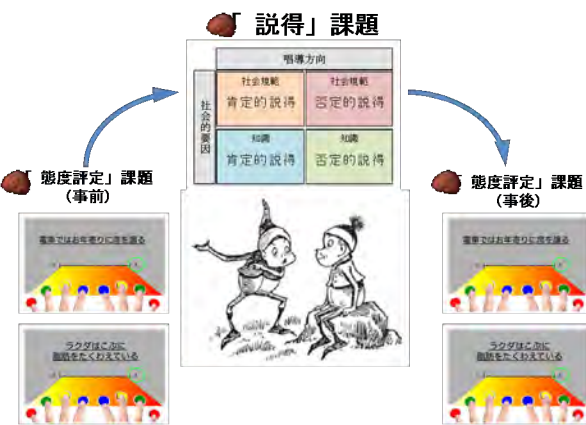 「説得」課題
唱導方向
社会的要因
社会規範
肯定的説得
社会規範
否定的説得
知識
肯定的説得
知識
否定的説得
「態度評定」課題
（事前）
電車ではお年寄りに席を譲る
ラクダはこぶに
脂肪をたくわえている
「態度評定」課題
（事後）
電車ではお年寄りに席を譲る
ラクダはこぶに
脂肪をたくわえている